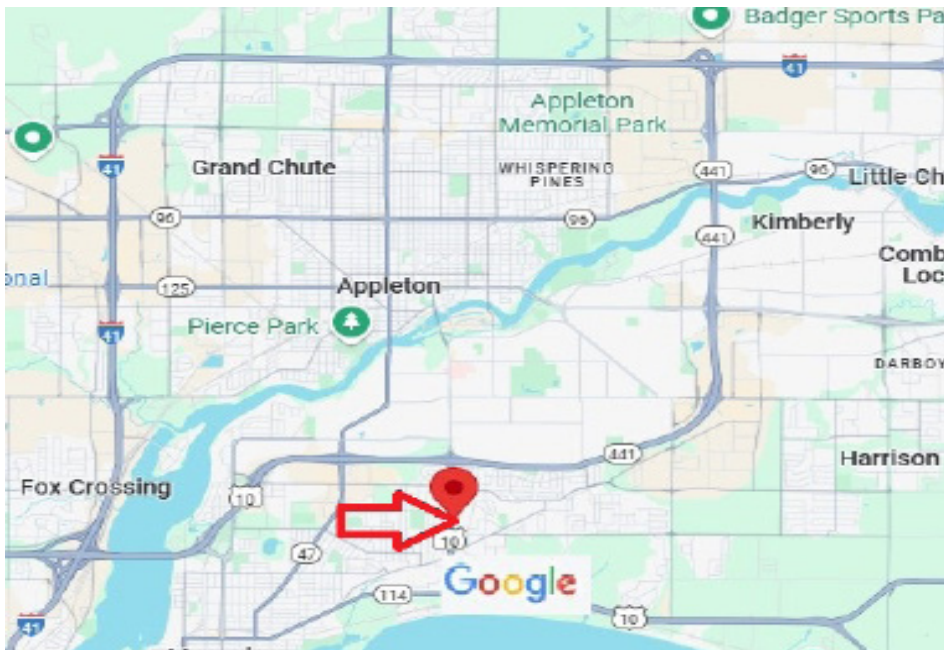 Badger Sports Pa
41
Appleton
Memorial Park
Grand Chute
41
WHISPERING
PINES
441
96
Little Ch
96
96
Kimberly
441
Comb
Loc
onal
125
Appleton
Pierce Park
41
DARBOY
441
Harrison
Fox Crossing
10
10
47
Google
114
10
41